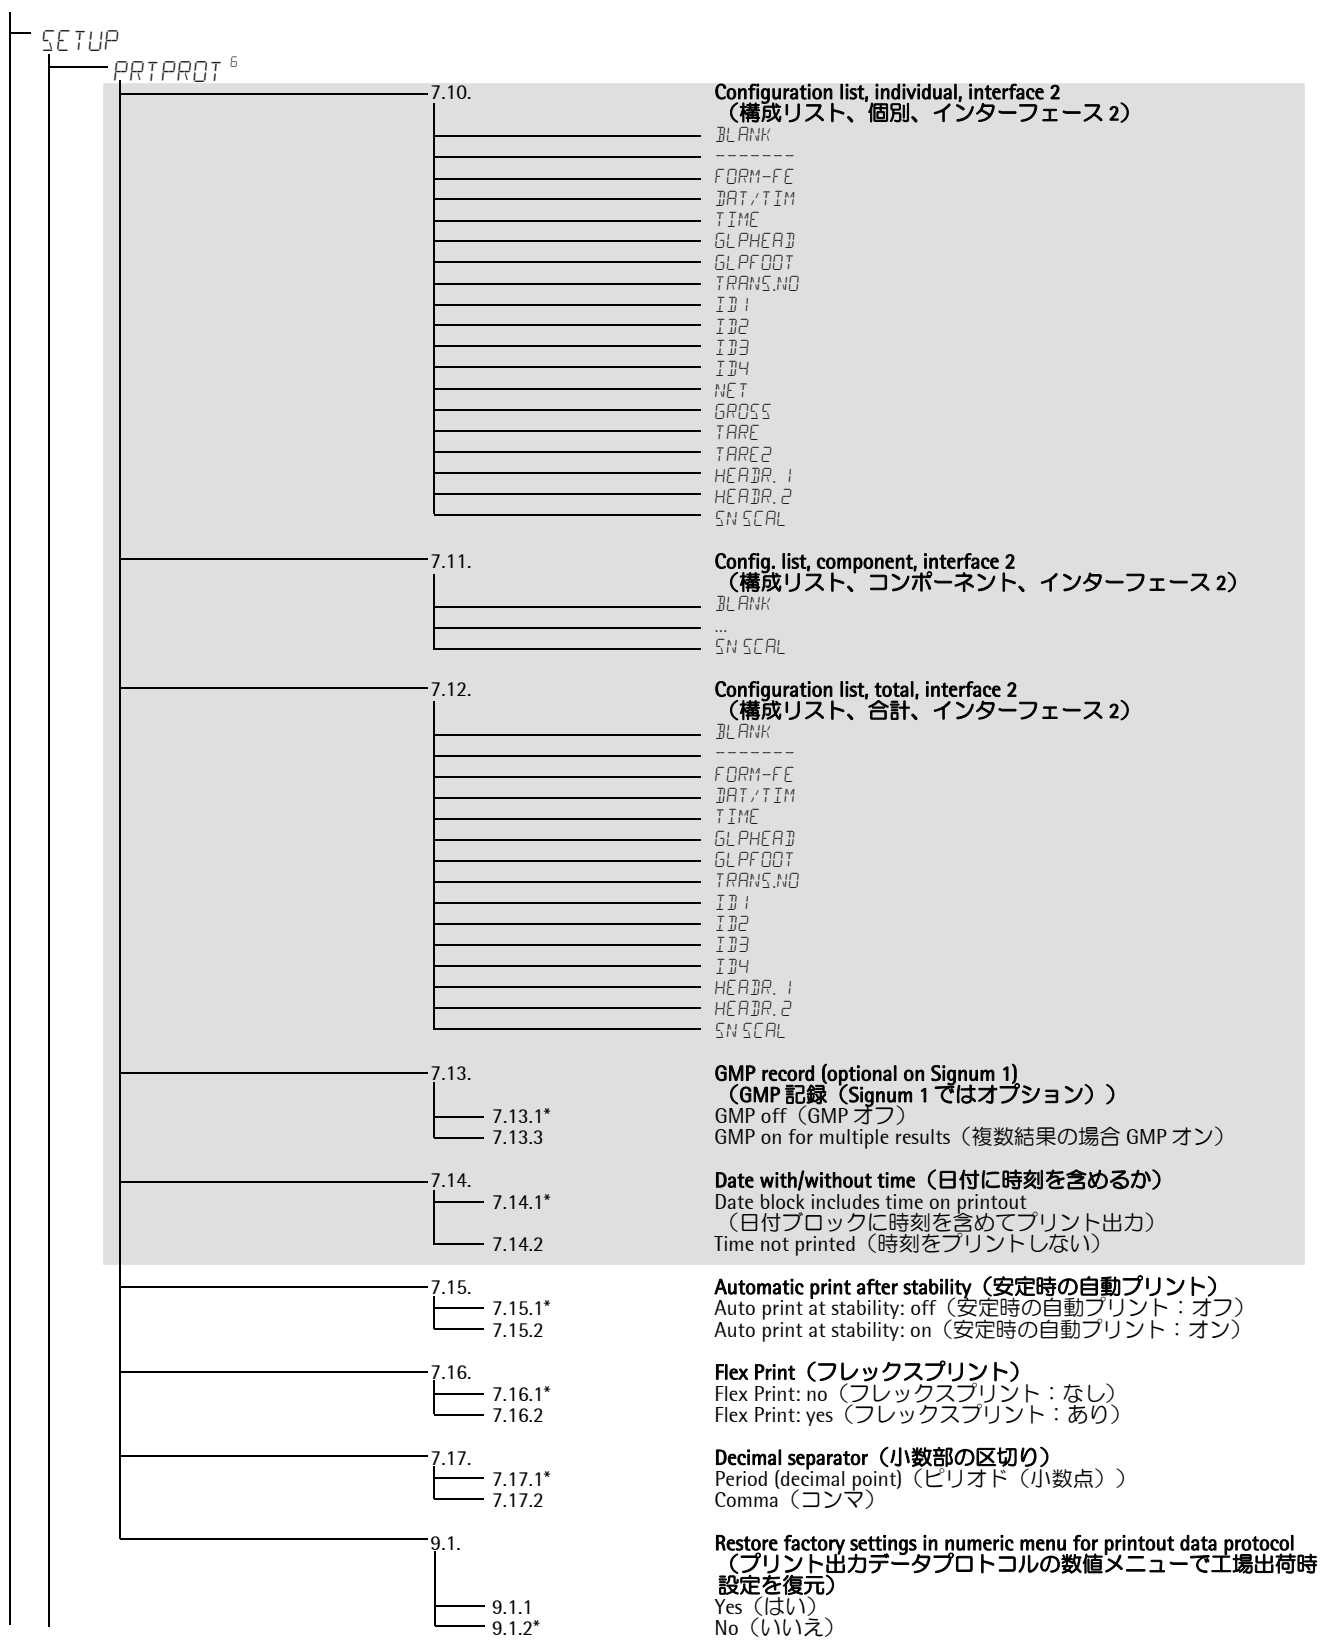 SETUP
PRTPROT 6
7.10. Configuration list, individual, interface 2
（構成リスト、個別、インターフェース 2）
BLANK
-------
FORM-FE
DAT/TIM
TIME
GLPHEAD
GLPFOOT
TRANS.NO
ID1
ID2
ID3
ID4
NET
GROSS
TARE
TARE2
HEADR. 1
HEADR. 2
SN SCAL
7.11. Config. list, component, interface 2
（構成リスト、コンポーネント、インターフェース 2）
BLANK
...
SN SCAL
7.12. Configuration list, total, interface 2
（構成リスト、合計、インターフェース 2）
BLANK
-------
FORM-FE
DAT/TIM
TIME
GLPHEAD
GLPFOOT
TRANS.NO
ID1
ID2
ID3
ID4
HEADR. 1
HEADR. 2
SN SCAL
7.13. GMP record (optional on Signum 1)
（GMP 記録（Signum 1 ではオプション））
7.13.1* GMP off（GMP オフ）
7.13.3 GMP on for multiple results（複数結果の場合 GMP オン）
7.14. Date with/without time（日付に時刻を含めるか）
7.14.1* Date block includes time on printout
（日付ブロックに時刻を含めてプリント出力）
7.14.2 Time not printed（時刻をプリントしない）
7.15. Automatic print after stability（安定時の自動プリント）
7.15.1* Auto print at stability: off（安定時の自動プリント：オフ）
7.15.2 Auto print at stability: on（安定時の自動プリント：オン）
7.16. Flex Print（フレックスプリント）
7.16.1* Flex Print: no（フレックスプリント：なし）
7.16.2 Flex Print: yes（フレックスプリント：あり）
7.17. Decimal separator（小数部の区切り）
7.17.1* Period (decimal point)（ピリオド（小数点））
7.17.2 Comma（コンマ）
9.1. Restore factory settings in numeric menu for printout data protocol
（プリント出力データプロトコルの数値メニューで工場出荷時
設定を復元）
9.1.1 Yes（はい）
9.1.2* No（いいえ）